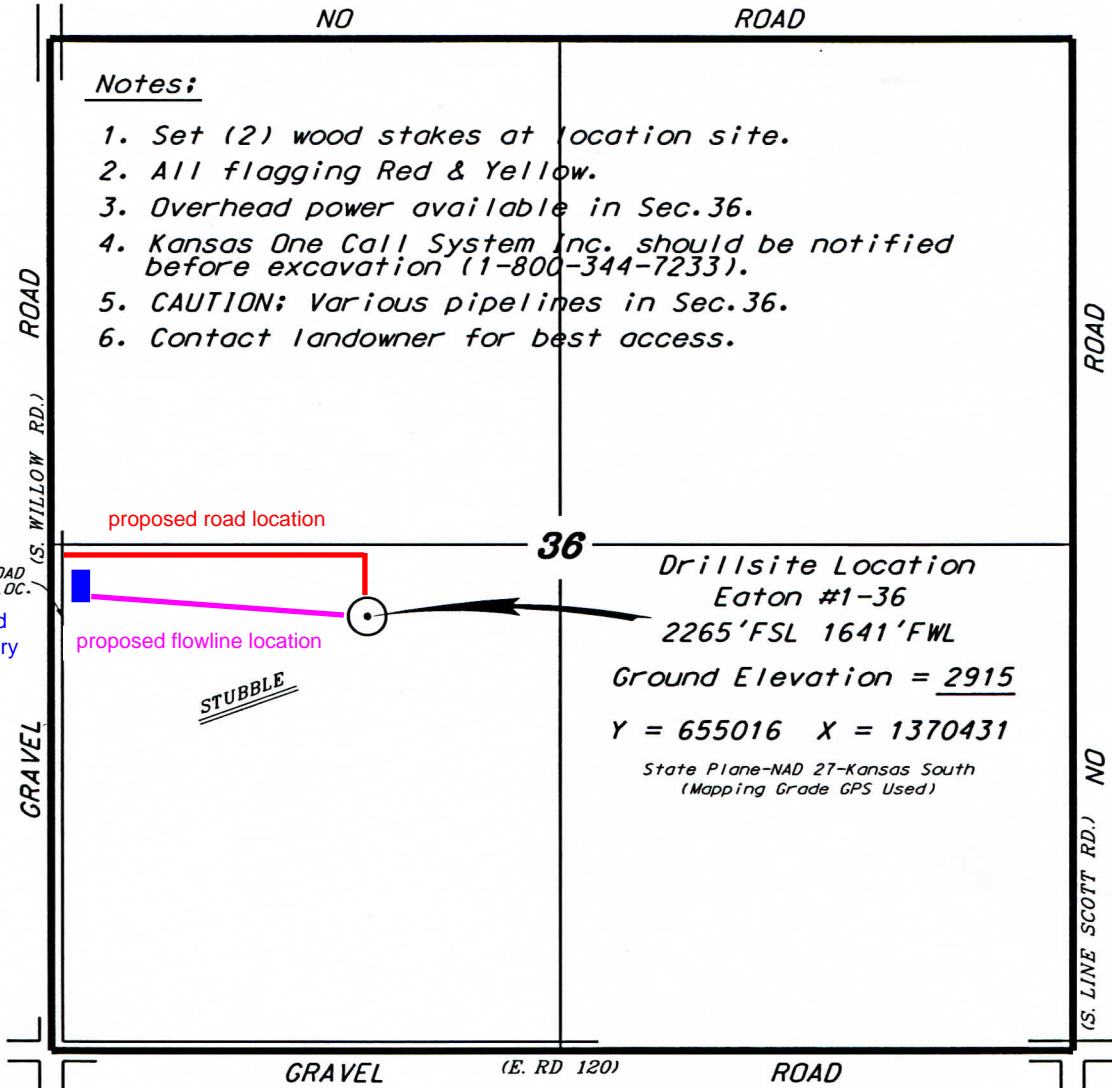 NO ROAD
Notes:
1. Set (2) wood stakes at location site.
2. All flagging Red & Yellow.
3. Overhead power available in Sec.36.
4. Kansas One Call System Inc. should be notified
before excavation (1-800-344-7233).
5. CAUTION: Various pipelines in Sec.36.
6. Contact landowner for best access.
ROAD
(S. WILLOW RD.)
GRAVEL
proposed road location
LOC.
proposed flowline location
STUBBLE
36
Drillsite Location
Eaton #1-36
2265'FSL 1641'FWL
Ground Elevation = 2915
Y = 655016 X = 1370431
State Plane-NAD 27-Kansas South
(Mapping Grade GPS Used)
ROAD
NO
(S. LINE SCOTT RD.)
GRAVEL (E. RD 120) ROAD